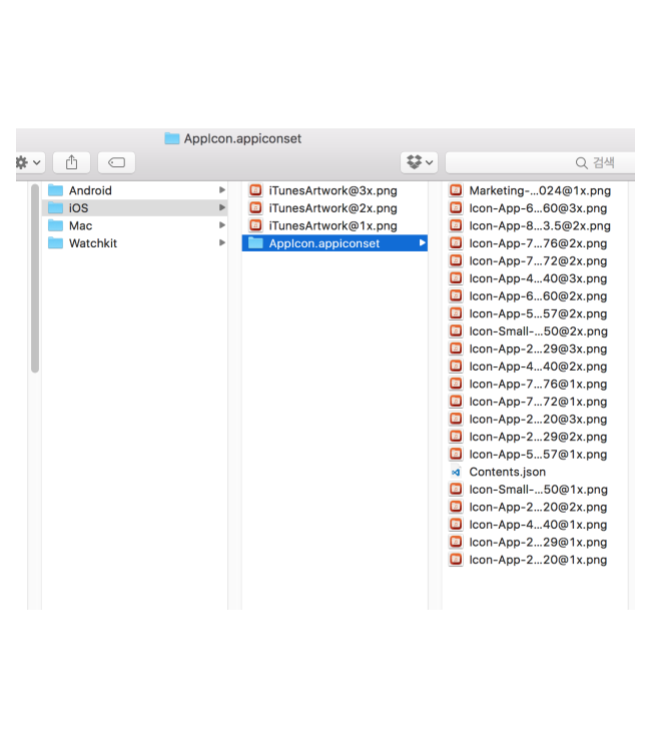 AppIcon.appiconset
검색
Android
iOS
Mac
Watchkit
iTunesArtwork@3x.png
iTunesArtwork@2x.png
iTunesArtwork@1x.png
AppIcon.appiconset
Marketing-...024@1x.png
Icon-App-6...60@3x.png
Icon-App-8...3.5@2x.png
Icon-App-7...76@2x.png
Icon-App-7...72@2x.png
Icon-App-4...40@3x.png
Icon-App-6...60@2x.png
Icon-App-5...57@2x.png
Icon-Small-...50@2x.png
Icon-App-2...29@3x.png
Icon-App-4...40@2x.png
Icon-App-7...76@1x.png
Icon-App-7...72@1x.png
Icon-App-2...20@3x.png
Icon-App-2...29@2x.png
Icon-App-5...57@1x.png
Contents.json
Icon-Small-...50@1x.png
Icon-App-2...20@2x.png
Icon-App-4...40@1x.png
Icon-App-2...29@1x.png
Icon-App-2...20@1x.png